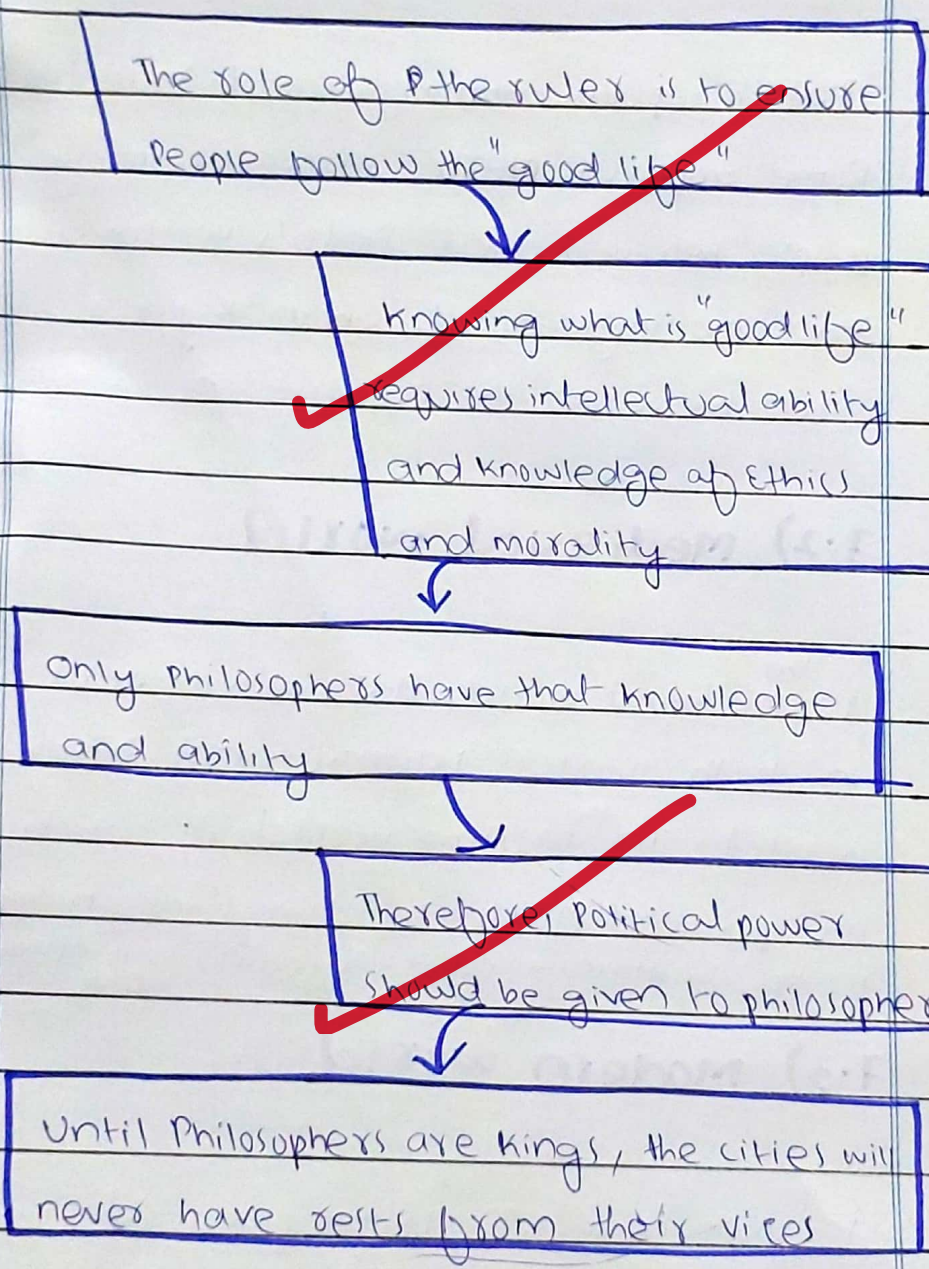 The role of the ruler is to ensure
People follow the "good life"
Knowing what is "good life"
requires intellectual ability
and knowledge of Ethics
and morality
Only Philosophers have that knowledge
and ability
Therefore, Political power
should be given to philosopher
Until Philosophers are Kings, the cities will
never have rests from their vices